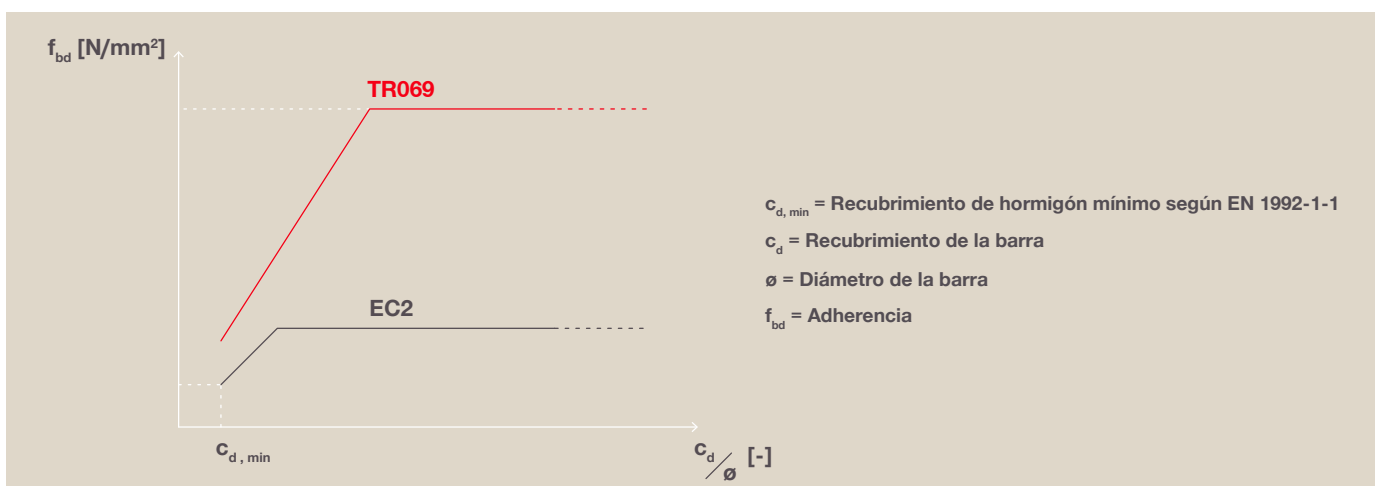 f_bd [N/mm²]
TR069
EC2
c_d, min = Recubrimiento de hormigón mínimo según EN 1992-1-1
c_d = Recubrimiento de la barra
ø = Diámetro de la barra
f_bd = Adherencia
c_d, min
c_d/ø [-]